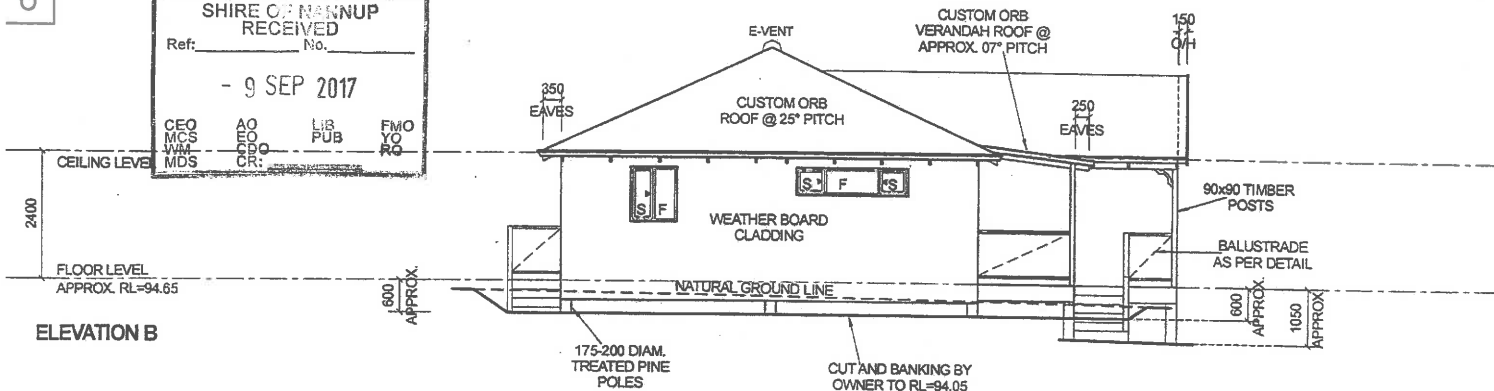 SHIRE OF NANNUP
RECEIVED
Ref: No.
- 9 SEP 2017
CEO AO LIB FMO
MCS EO PUB YO
WM CDO RO
MDS CR:
CEILING LEVEL
2400
FLOOR LEVEL
APPROX. RL=94.65
ELEVATION B
350
EAVES
E-VENT
CUSTOM ORB
ROOF @ 25° PITCH
CUSTOM ORB
VERANDAH ROOF @
APPROX. 07° PITCH
150
O/H
250
EAVES
S F
S F S
WEATHER BOARD
CLADDING
90x90 TIMBER
POSTS
BALUSTRADE
AS PER DETAIL
NATURAL GROUND LINE
600
APPROX.
600
APPROX.
1050
APPROX
175-200 DIAM.
TREATED PINE
POLES
CUT AND BANKING BY
OWNER TO RL=94.05